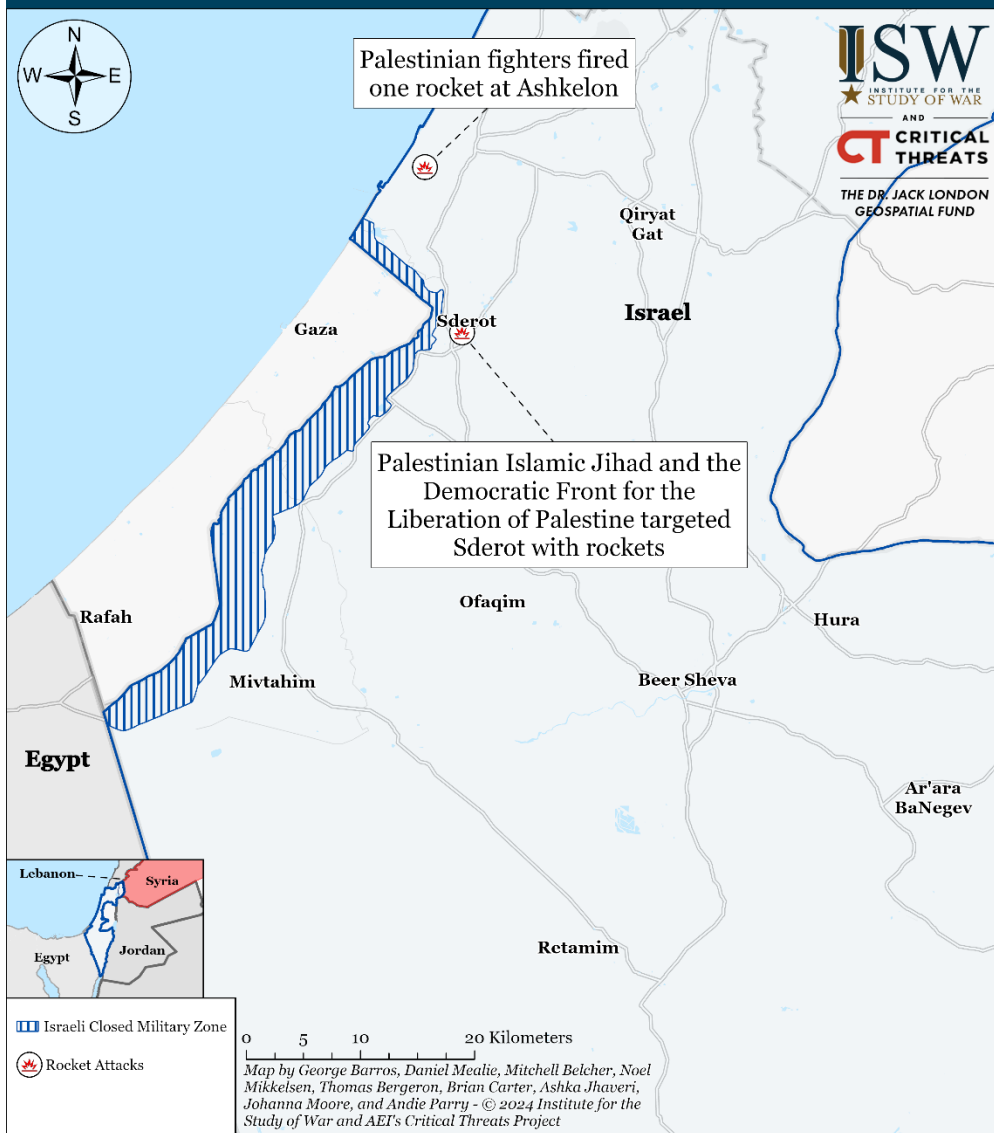 N
W
E
S
Palestinian fighters fired
one rocket at Ashkelon
ISW
INSTITUTE FOR THE
STUDY OF WAR
AND
CT CRITICAL
THREATS
THE DR. JACK LONDON
GEOSPATIAL FUND
Qiryat
Gat
Israel
Gaza
Sderot
Palestinian Islamic Jihad and the
Democratic Front for the
Liberation of Palestine targeted
Sderot with rockets
Ofaqim
Rafah
Hura
Mivtahim
Beer Sheva
Egypt
Ar'ara
BaNegev
Retamim
Lebanon
Syria
Egypt
Jordan
Israeli Closed Military Zone
Rocket Attacks
0 5 10 20 Kilometers
Map by George Barros, Daniel Mealie, Mitchell Belcher, Noel
Mikkelsen, Thomas Bergeron, Brian Carter, Ashka Jhaveri,
Johanna Moore, and Andie Parry - © 2024 Institute for the
Study of War and AEI's Critical Threats Project